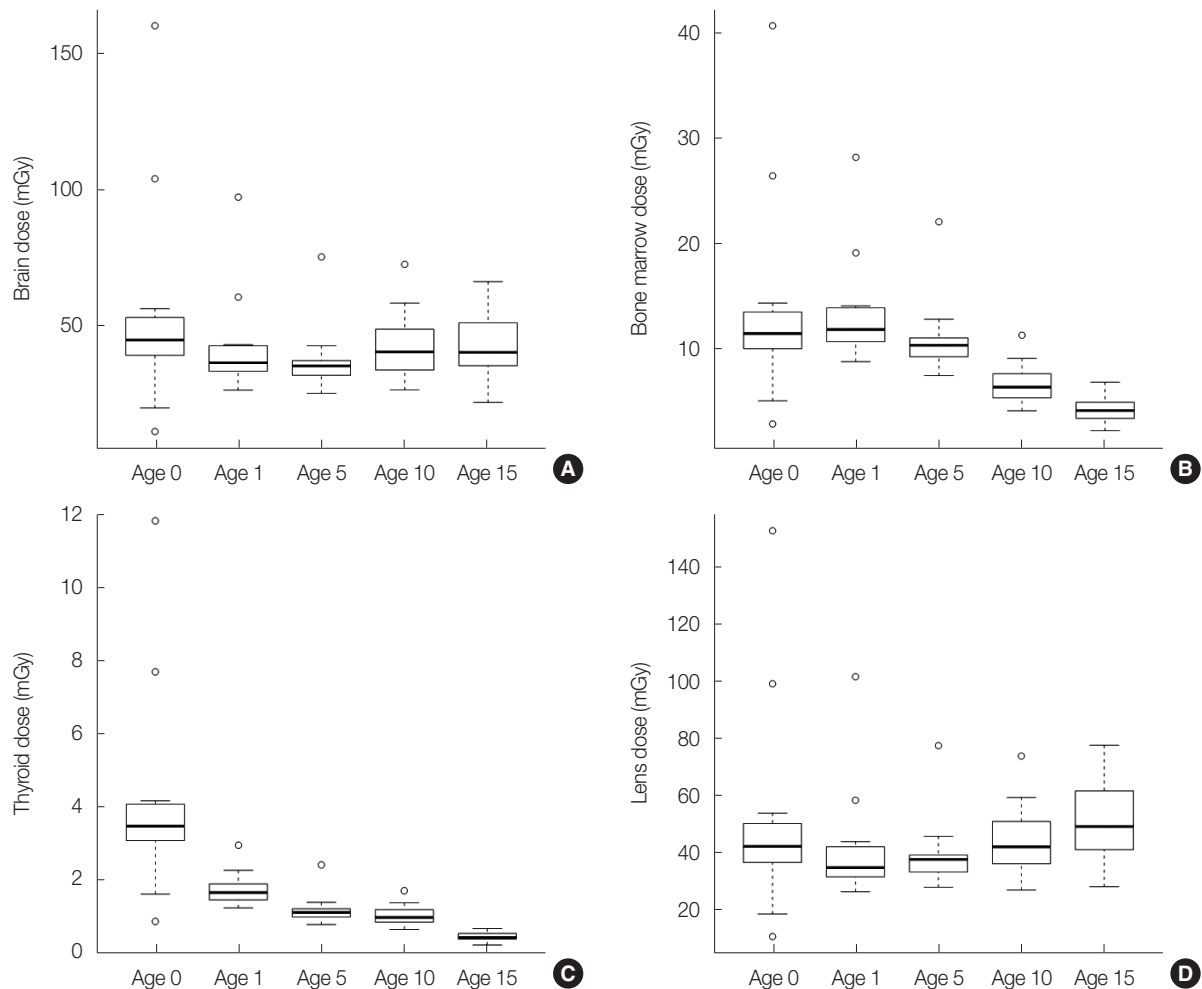 Brain dose (mGy)
150
100
50
Age 0 Age 1 Age 5 Age 10 Age 15
A
Bone marrow dose (mGy)
40
30
20
10
Age 0 Age 1 Age 5 Age 10 Age 15
B
Thyroid dose (mGy)
12
10
8
6
4
2
0
Age 0 Age 1 Age 5 Age 10 Age 15
C
Lens dose (mGy)
140
120
100
80
60
40
20
Age 0 Age 1 Age 5 Age 10 Age 15
D